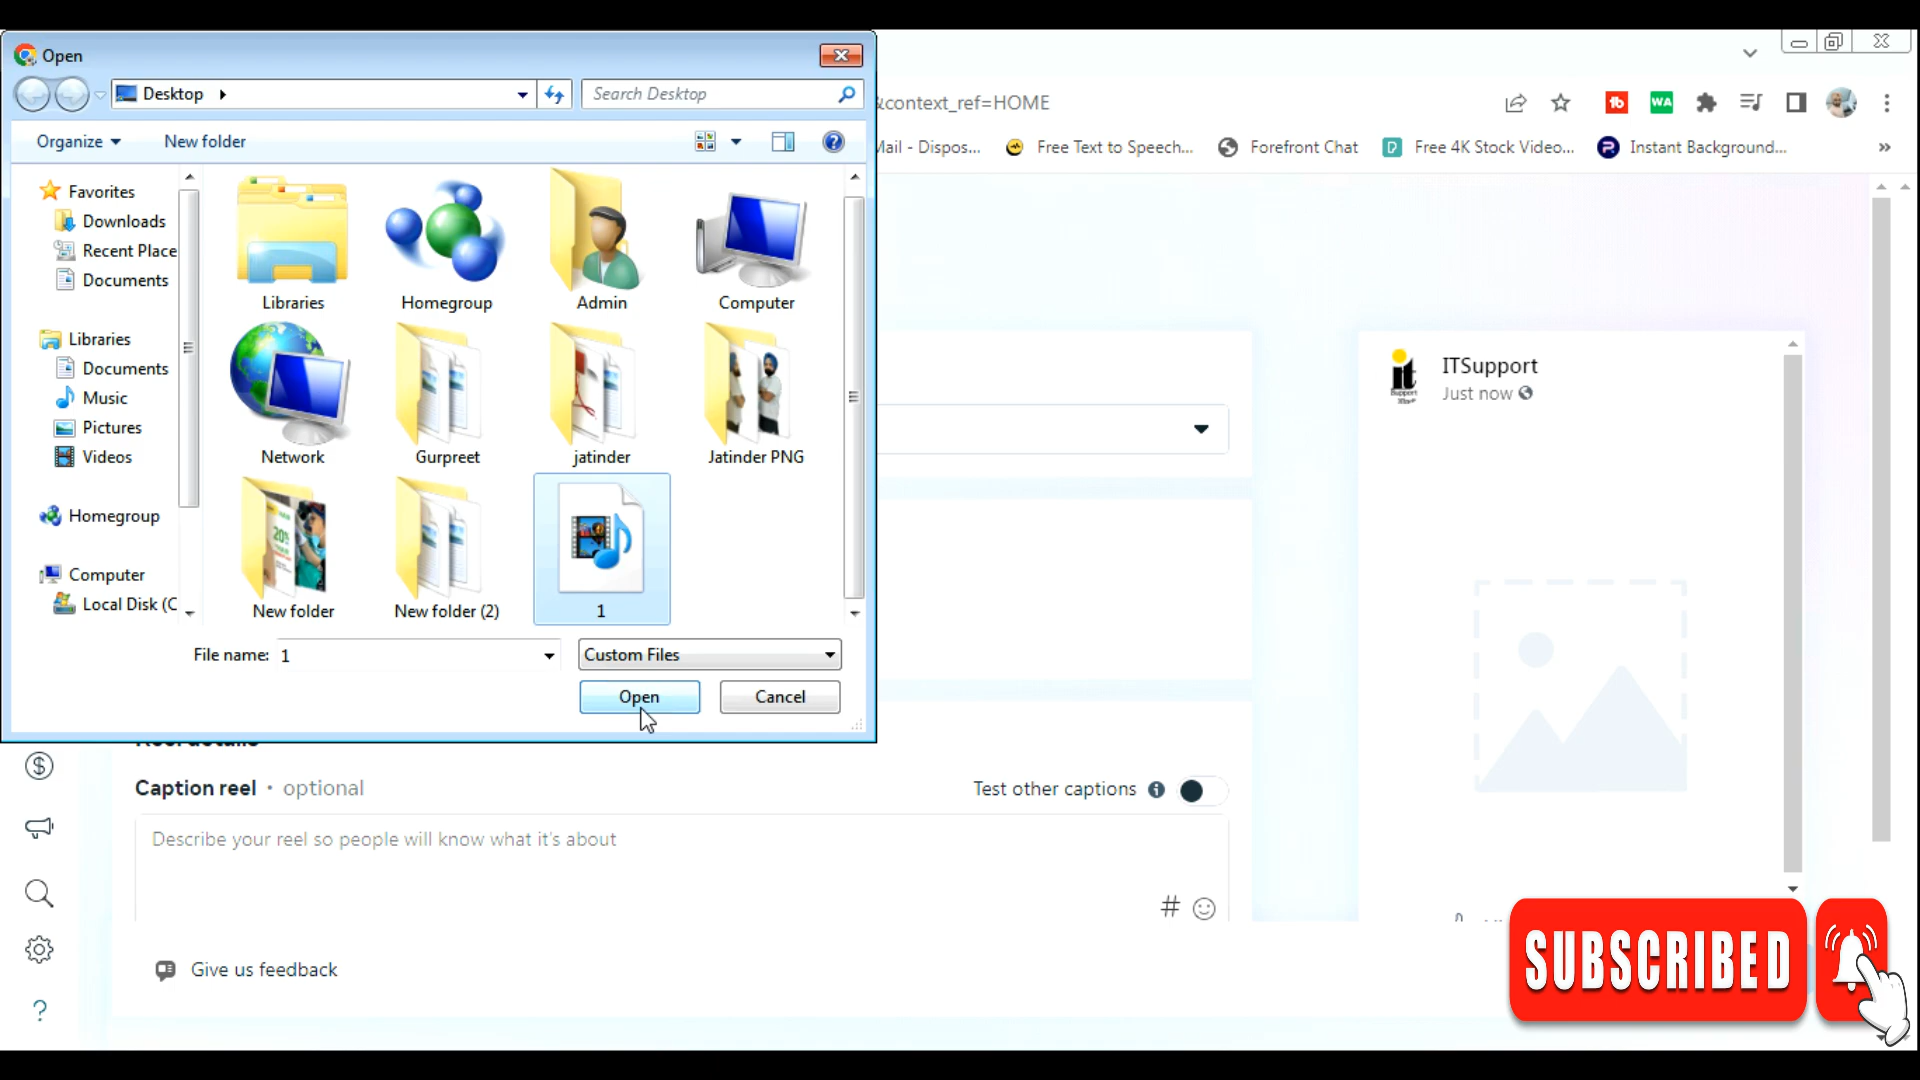 Open
Desktop
Search Desktop
&context_ref=HOME
Organize
New folder
Mail - Dispos...
Free Text to Speech...
Forefront Chat
Free 4K Stock Video...
Instant Background...
Favorites
Downloads
Recent Place
Documents
Libraries
Documents
Music
Pictures
Videos
Homegroup
Computer
Local Disk (C
Libraries
Homegroup
Admin
Computer
Network
Gurpreet
jatinder
Jatinder PNG
New folder
New folder (2)
1
File name: 1
Custom Files
Open
Cancel
ITSupport
Just now
it
Reel details
Caption reel · optional
Test other captions
Describe your reel so people will know what it's about
Give us feedback
SUBSCRIBED